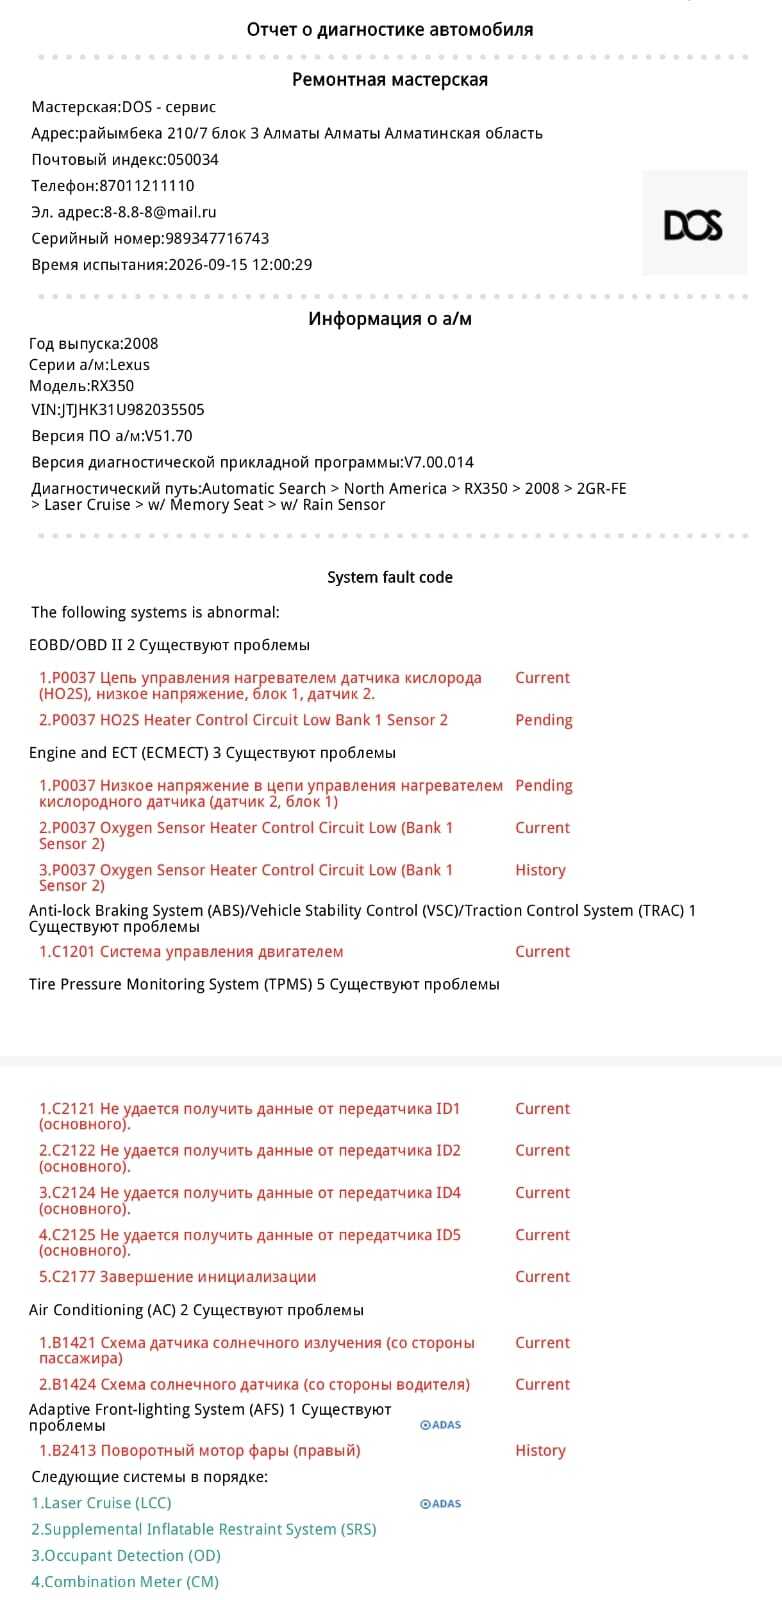 Отчет о диагностике автомобиля
Ремонтная мастерская
Мастерская:DOS - сервис
Адрес:райымбека 210/7 блок 3 Алматы Алматы Алматинская область
Почтовый индекс:050034
Телефон:87011211110
Эл. адрес:8-8.8-8@mail.ru
DOS
Серийный номер:989347716743
Время испытания:2026-09-15 12:00:29
Информация о а/м
Год выпуска:2008
Серии а/м:Lexus
Модель:RX350
VIN:JTJHK31U982035505
Версия ПО а/м:V51.70
Версия диагностической прикладной программы:V7.00.014
Диагностический путь:Automatic Search > North America > RX350 > 2008 > 2GR-FE
> Laser Cruise > w/ Memory Seat > w/ Rain Sensor
System fault code
The following systems is abnormal:
EOBD/OBD II 2 Существуют проблемы
1.P0037 Цепь управления нагревателем датчика кислорода Current
(HO2S), низкое напряжение, блок 1, датчик 2.
2.P0037 HO2S Heater Control Circuit Low Bank 1 Sensor 2 Pending
Engine and ECT (ECMECT) 3 Существуют проблемы
1.P0037 Низкое напряжение в цепи управления нагревателем Pending
кислородного датчика (датчик 2, блок 1)
2.P0037 Oxygen Sensor Heater Control Circuit Low (Bank 1 Current
Sensor 2)
3.P0037 Oxygen Sensor Heater Control Circuit Low (Bank 1 History
Sensor 2)
Anti-lock Braking System (ABS)/Vehicle Stability Control (VSC)/Traction Control System (TRAC) 1
Существуют проблемы
1.C1201 Система управления двигателем Current
Tire Pressure Monitoring System (TPMS) 5 Существуют проблемы
1.C2121 Не удается получить данные от передатчика ID1 Current
(основного).
2.C2122 Не удается получить данные от передатчика ID2 Current
(основного).
3.C2124 Не удается получить данные от передатчика ID4 Current
(основного).
4.C2125 Не удается получить данные от передатчика ID5 Current
(основного).
5.C2177 Завершение инициализации Current
Air Conditioning (AC) 2 Существуют проблемы
1.B1421 Схема датчика солнечного излучения (со стороны Current
пассажира)
2.B1424 Схема солнечного датчика (со стороны водителя) Current
Adaptive Front-lighting System (AFS) 1 Существуют
проблемы ADAS
1.B2413 Поворотный мотор фары (правый) History
Следующие системы в порядке:
1.Laser Cruise (LCC) ADAS
2.Supplemental Inflatable Restraint System (SRS)
3.Occupant Detection (OD)
4.Combination Meter (CM)